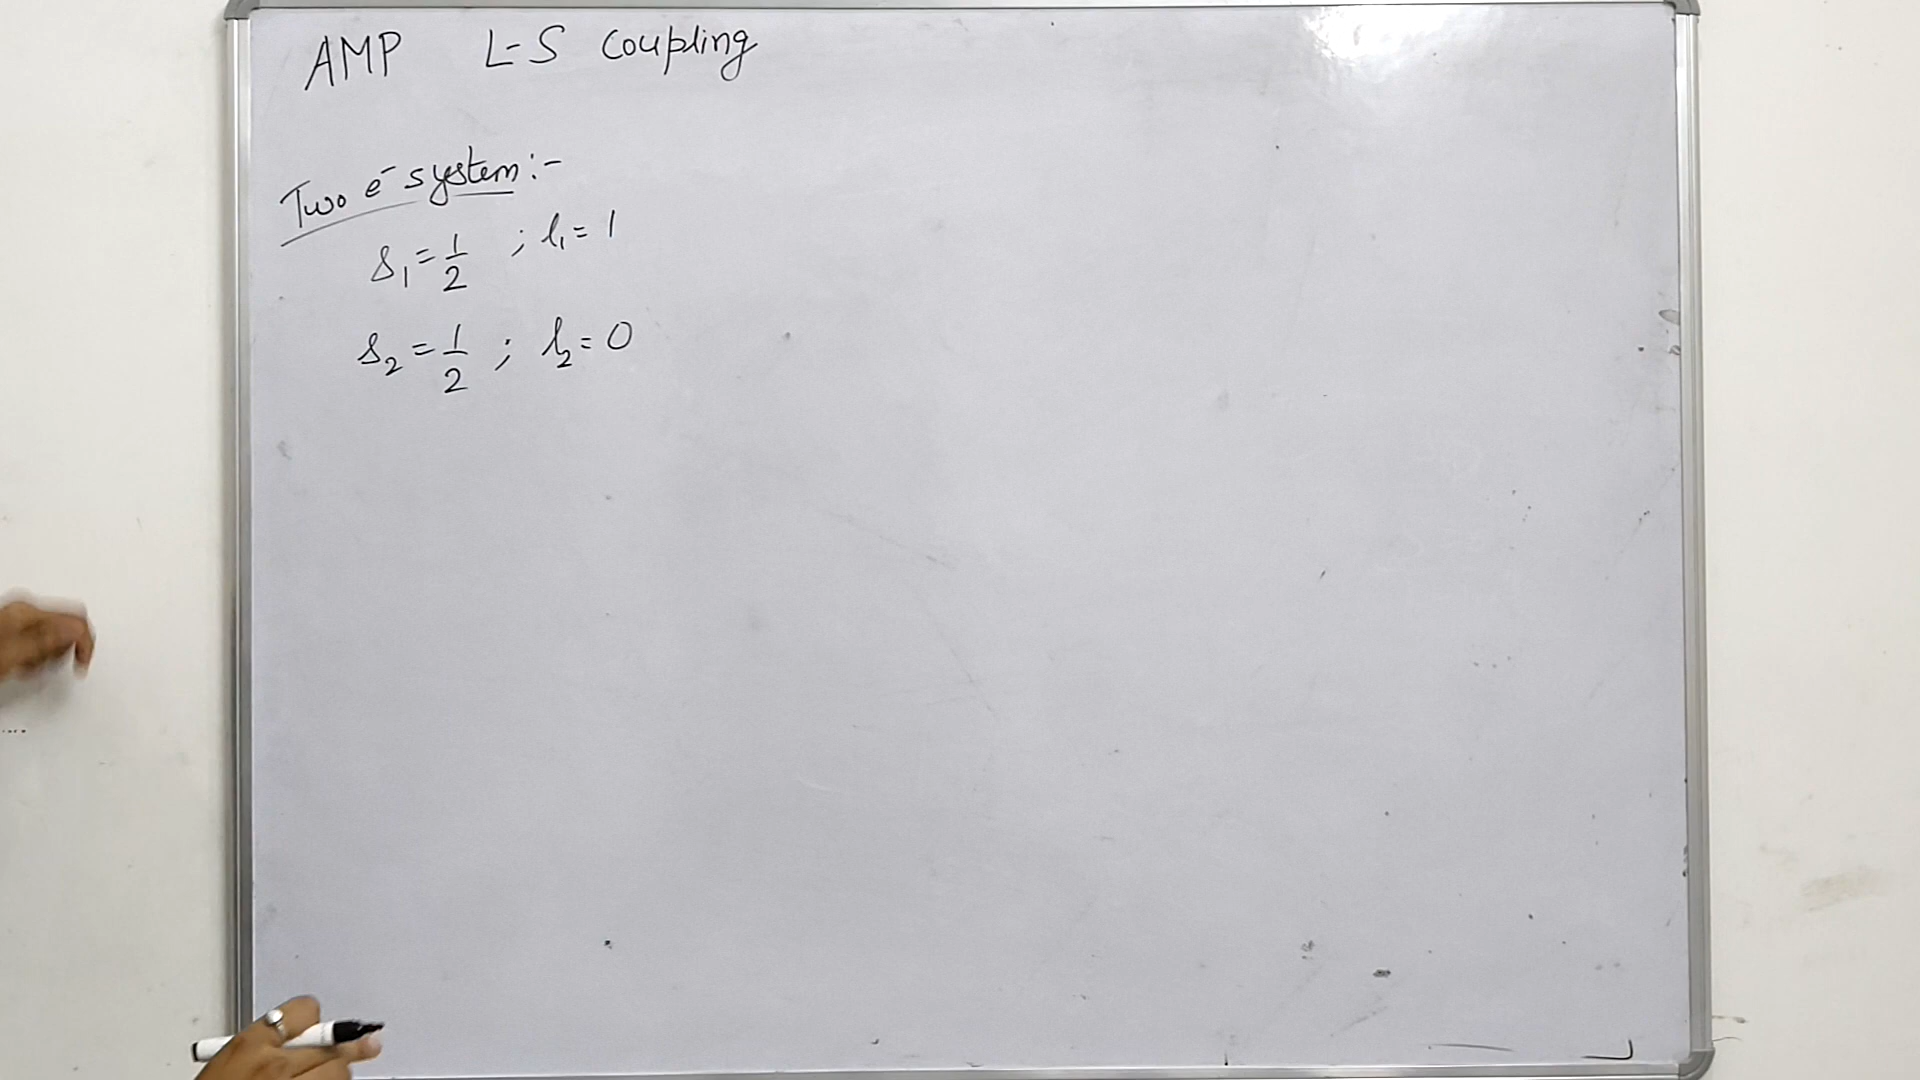 AMP L-S Coupling
Two e⁻ system:-
s₁ = 1/2 ; l₁ = 1
s₂ = 1/2 ; l₂ = 0